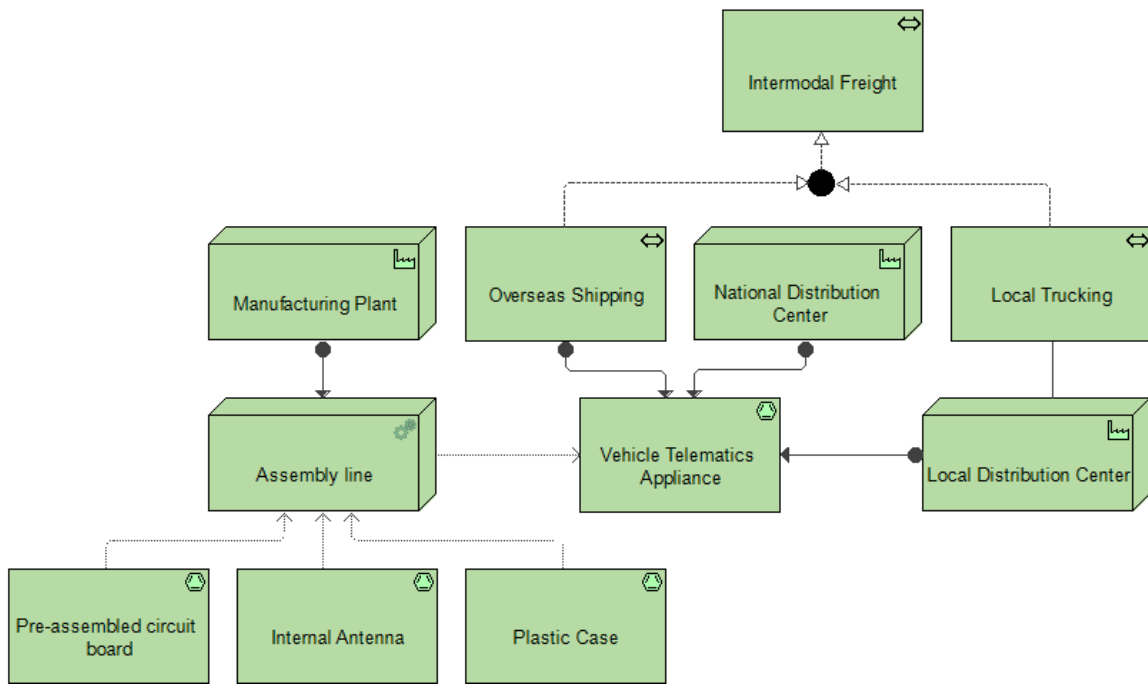 Intermodal Freight
Manufacturing Plant
Overseas Shipping
National Distribution
Center
Local Trucking
Assembly line
Vehicle Telematics
Appliance
Local Distribution Center
Pre-assembled circuit
board
Internal Antenna
Plastic Case